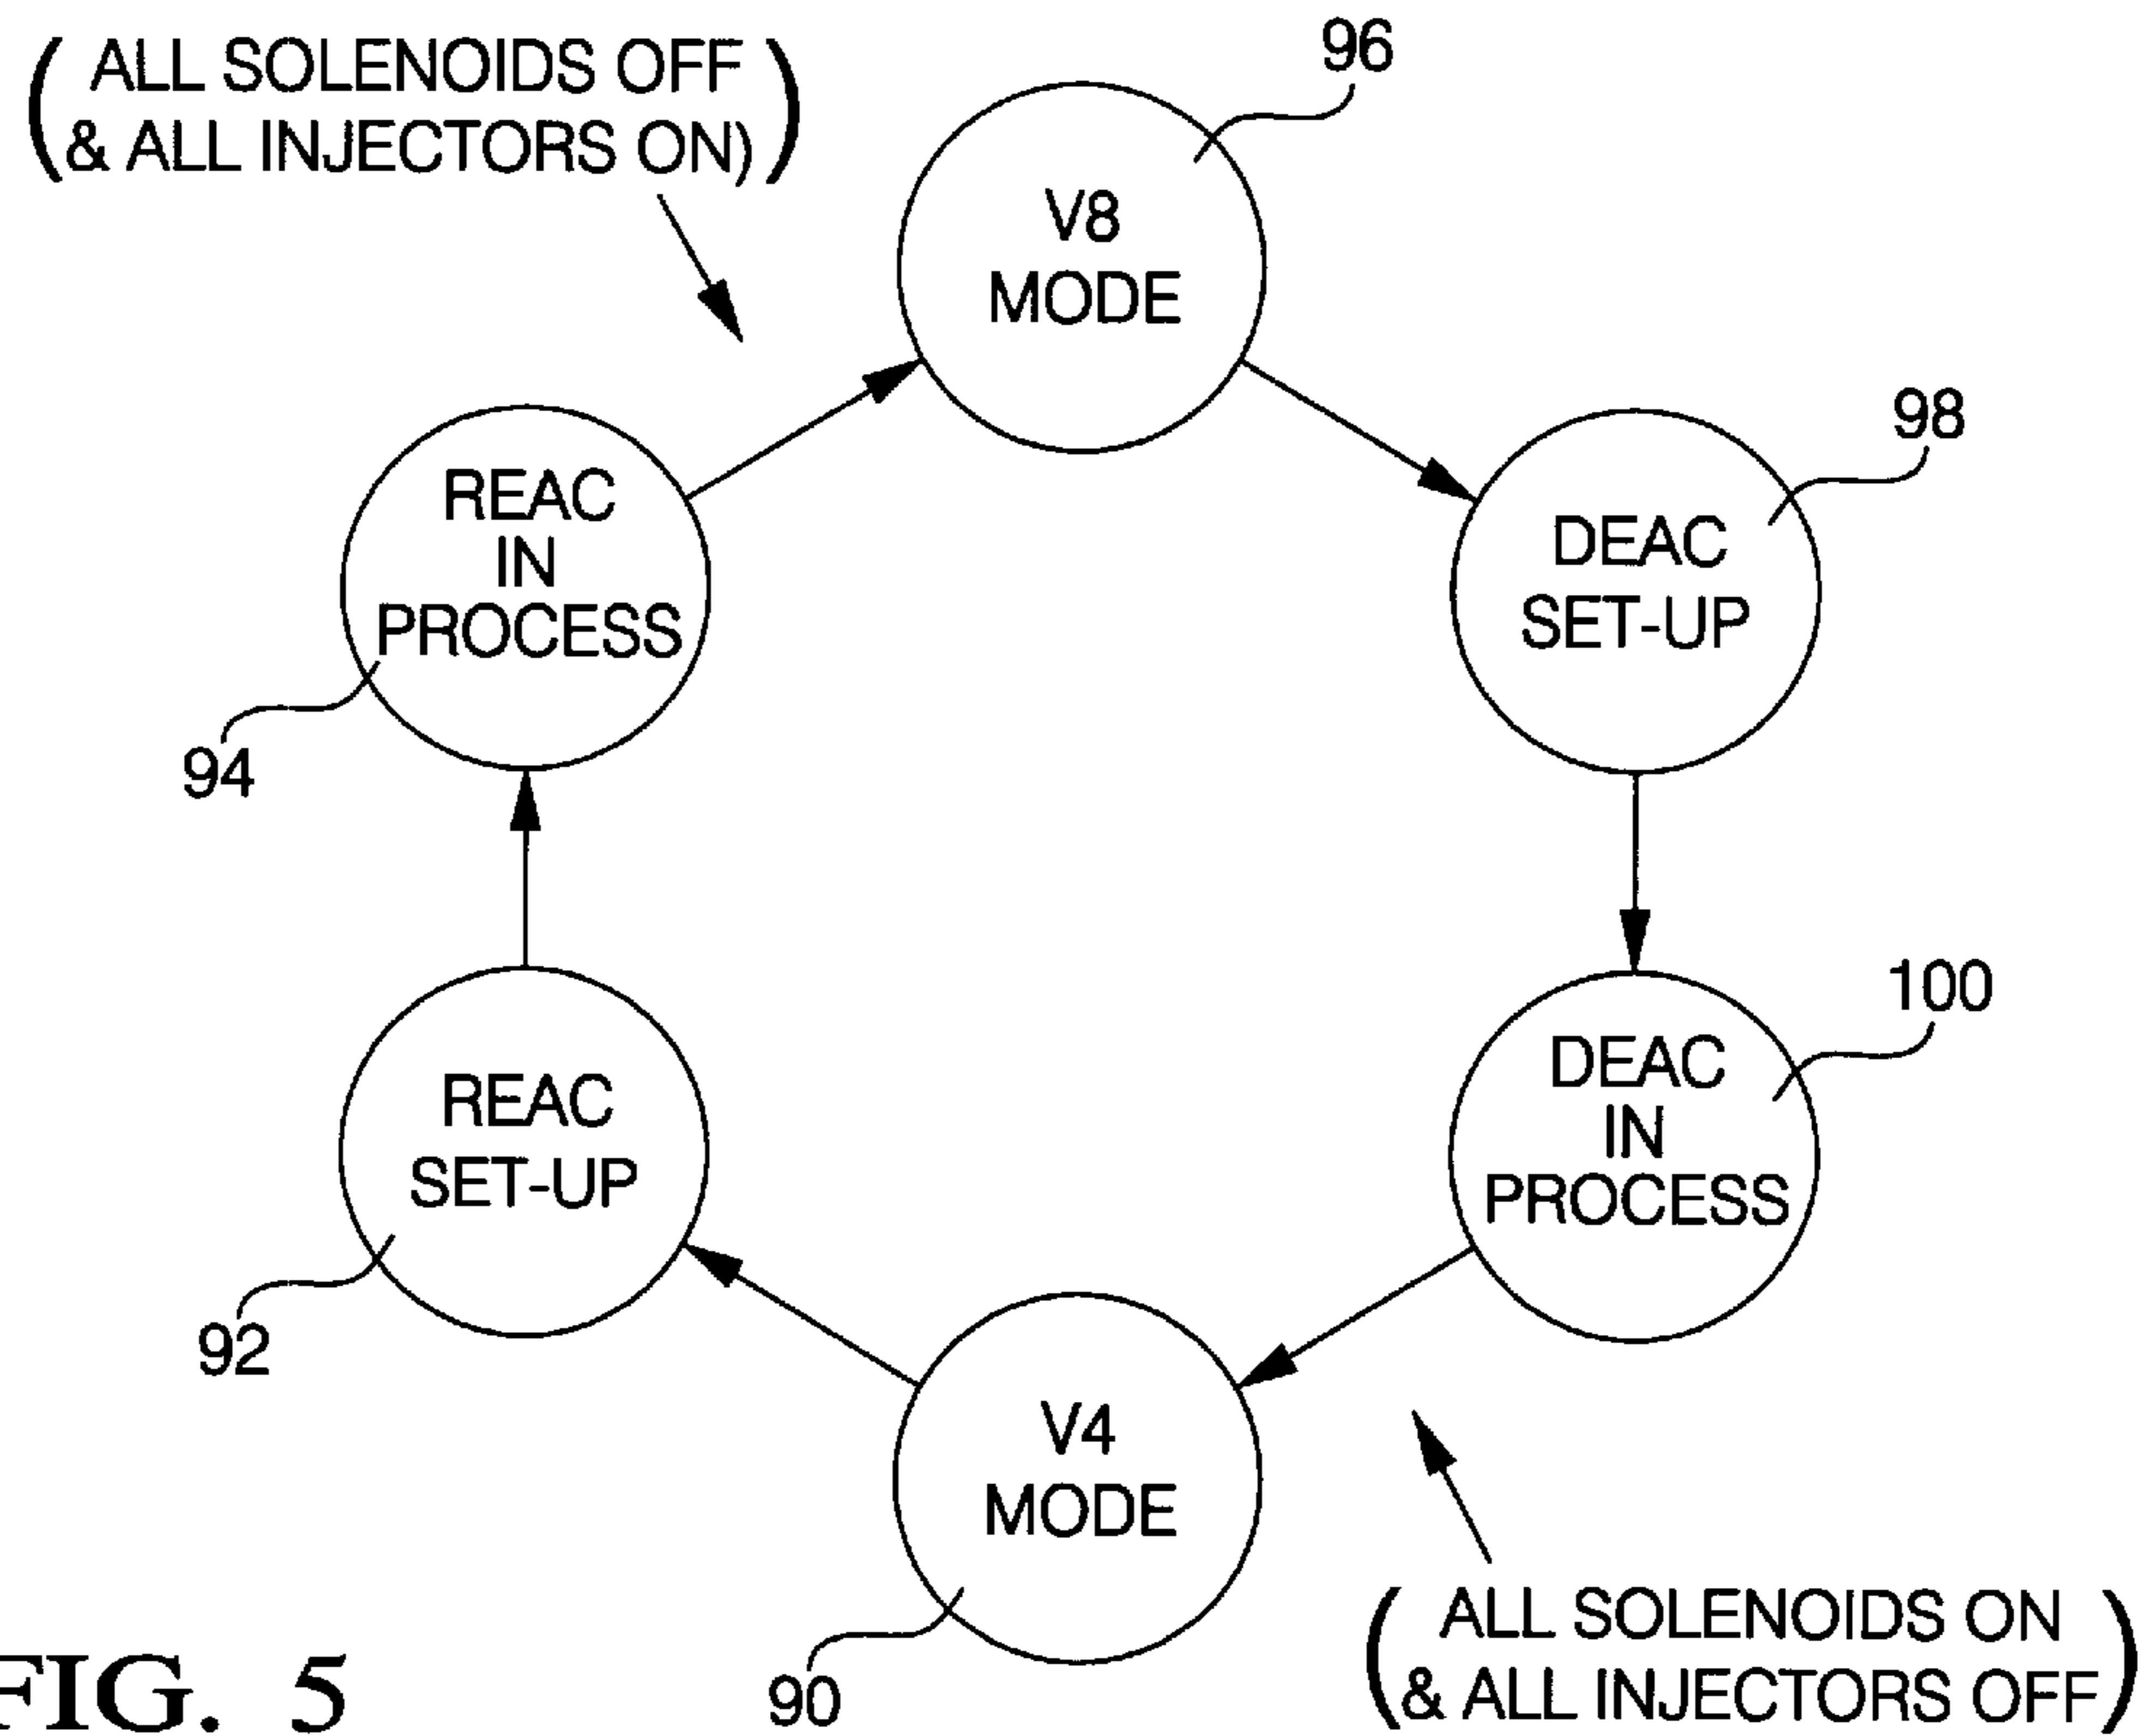 ( ALL SOLENOIDS OFF )
(& ALL INJECTORS ON))
96
V8
MODE
98
DEAC
SET-UP
REAC
IN
PROCESS
94
100
DEAC
IN
PROCESS
REAC
SET-UP
92
V4
MODE
90
( ALL SOLENOIDS ON )
(& ALL INJECTORS OFF)
FIG. 5